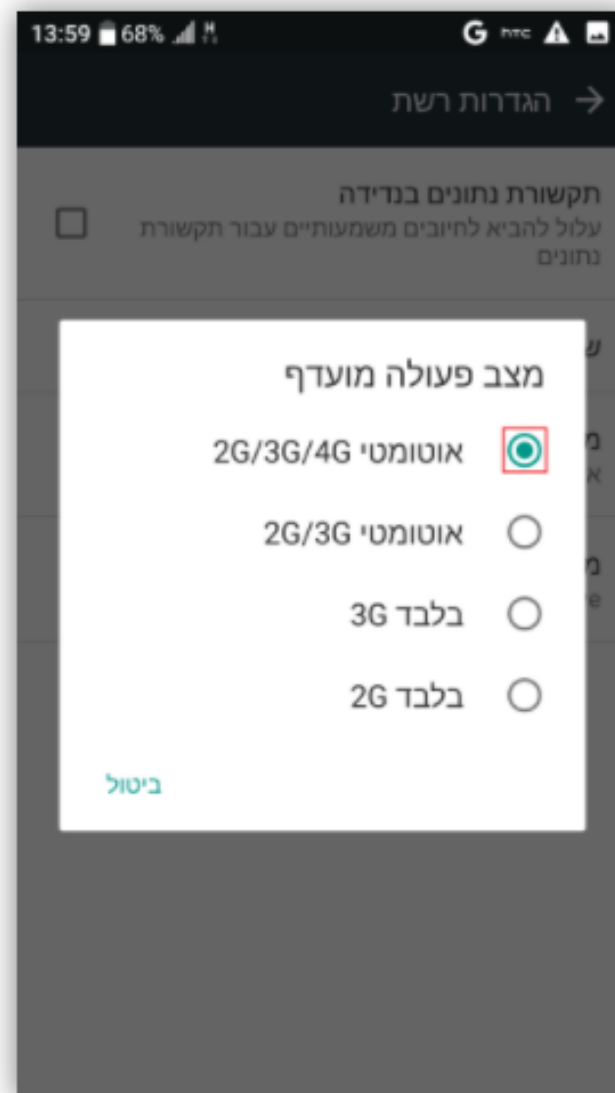 13:59 68% H G htc
הגדרות רשת
תקשורת נתונים בנדידה
עלול להביא לחיובים משמעותיים עבור תקשורת
נתונים
מצב פעולה מועדף
אוטומטי 2G/3G/4G
אוטומטי 2G/3G
בלבד 3G
בלבד 2G
ביטול